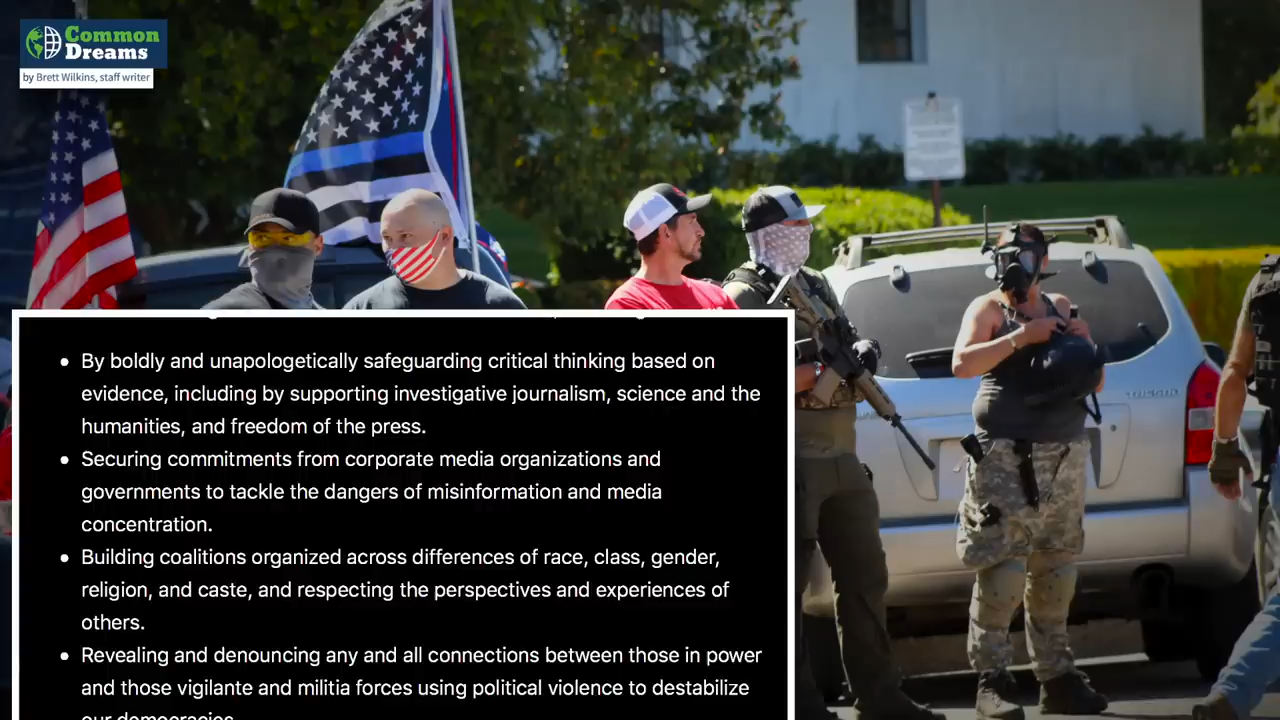 Common
Dreams
by Brett Wilkins, staff writer
By boldly and unapologetically safeguarding critical thinking based on
evidence, including by supporting investigative journalism, science and the
humanities, and freedom of the press.
Securing commitments from corporate media organizations and
governments to tackle the dangers of misinformation and media
concentration.
Building coalitions organized across differences of race, class, gender,
religion, and caste, and respecting the perspectives and experiences of
others.
Revealing and denouncing any and all connections between those in power
and those vigilante and militia forces using political violence to destabilize
our democracies.